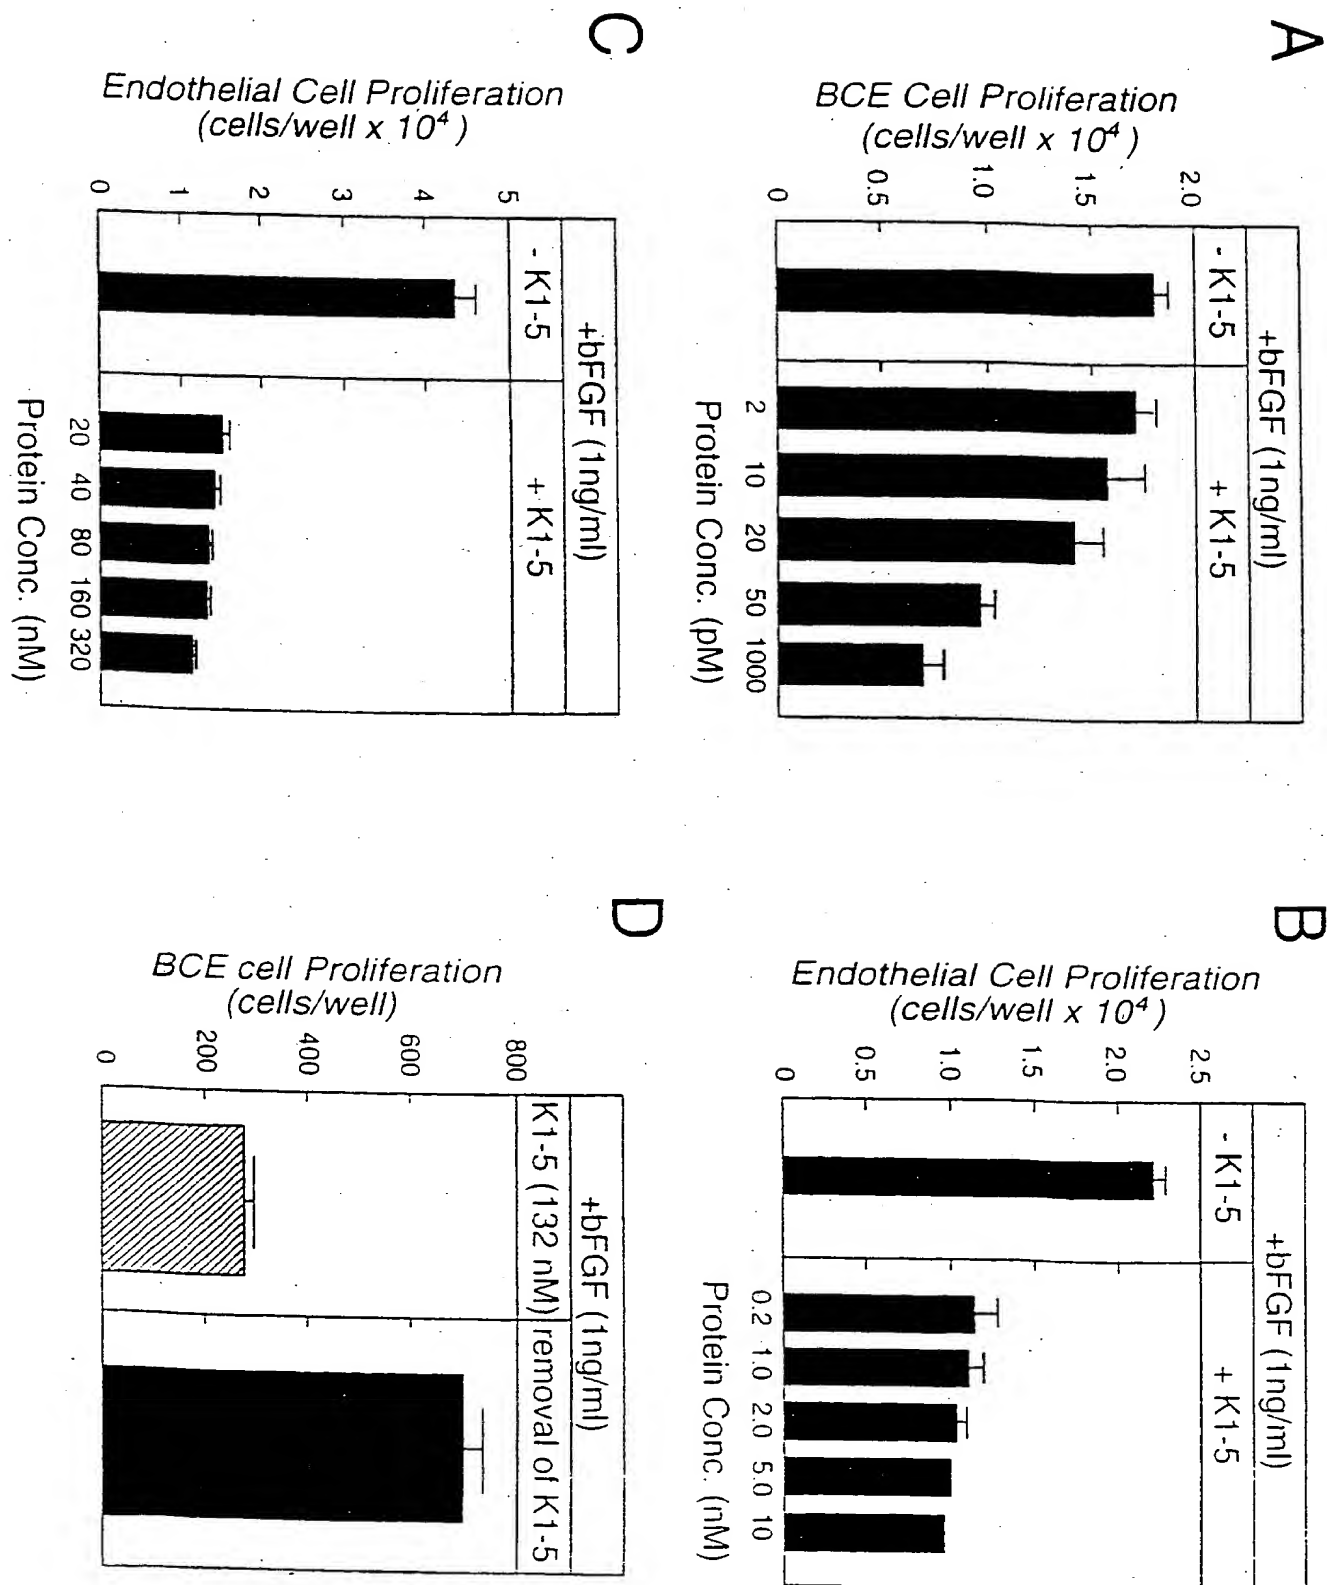 A
BCE Cell Proliferation
(cells/well x 10⁴ )
2.0
1.5
1.0
0.5
0
+bFGF (1ng/ml)
- K1-5
+ K1-5
2 10 20 50 1000
Protein Conc. (pM)
B
Endothelial Cell Proliferation
(cells/well x 10⁴ )
2.5
2.0
1.5
1.0
0.5
0
+bFGF (1ng/ml)
- K1-5
+ K1-5
0.2 1.0 2.0 5.0 10
Protein Conc. (nM)
C
Endothelial Cell Proliferation
(cells/well x 10⁴ )
5
4
3
2
1
0
+bFGF (1ng/ml)
- K1-5
+ K1-5
20 40 80 160 320
Protein Conc. (nM)
D
BCE cell Proliferation
(cells/well)
800
600
400
200
0
+bFGF (1ng/ml)
K1-5 (132 nM)
removal of K1-5